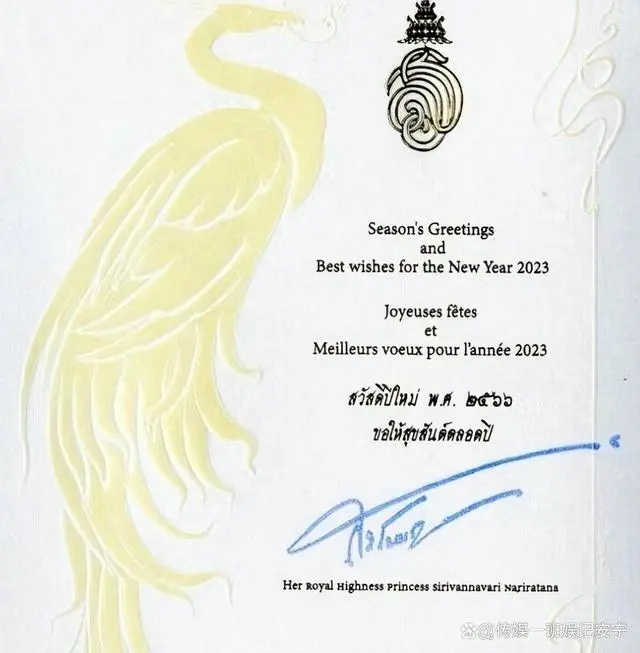 Season's Greetings
and
Best wishes for the New Year 2023
Joyeuses fêtes
et
Meilleurs voeux pour l'année 2023
สวัสดีปีใหม่ พ.ศ. ๒๕๖๖
ขอให้สุขสันต์ตลอดปี
Her Royal Highness Princess Sirivannavari Nariratana
传媒一班娱记安宁